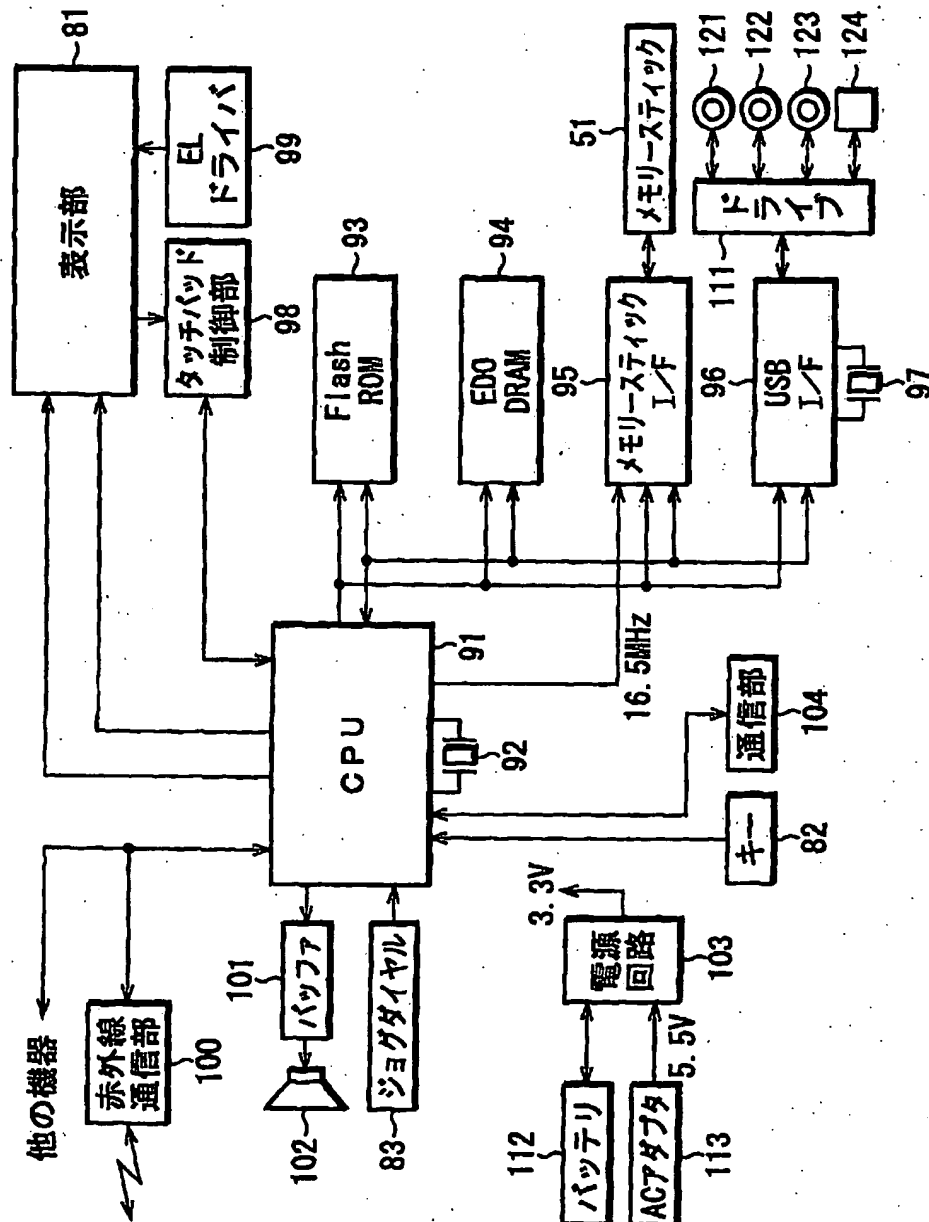 他の機器
赤外線
通信部
100
102
101
バッファ
ジョグダイヤル
83
112
バッテリ
ACアダプタ
113
5. 5V
電源
回路
103
3. 3V
キー
82
通信部
104
CPU
91
92
16. 5MHz
表示部
81
タッチパッド
制御部
98
EL
ドライバ
99
Flash
ROM
93
EDO
DRAM
94
メモリースティック
I/F
95
メモリースティック
51
USB
I/F
96
97
ドライブ
111
121
122
123
124